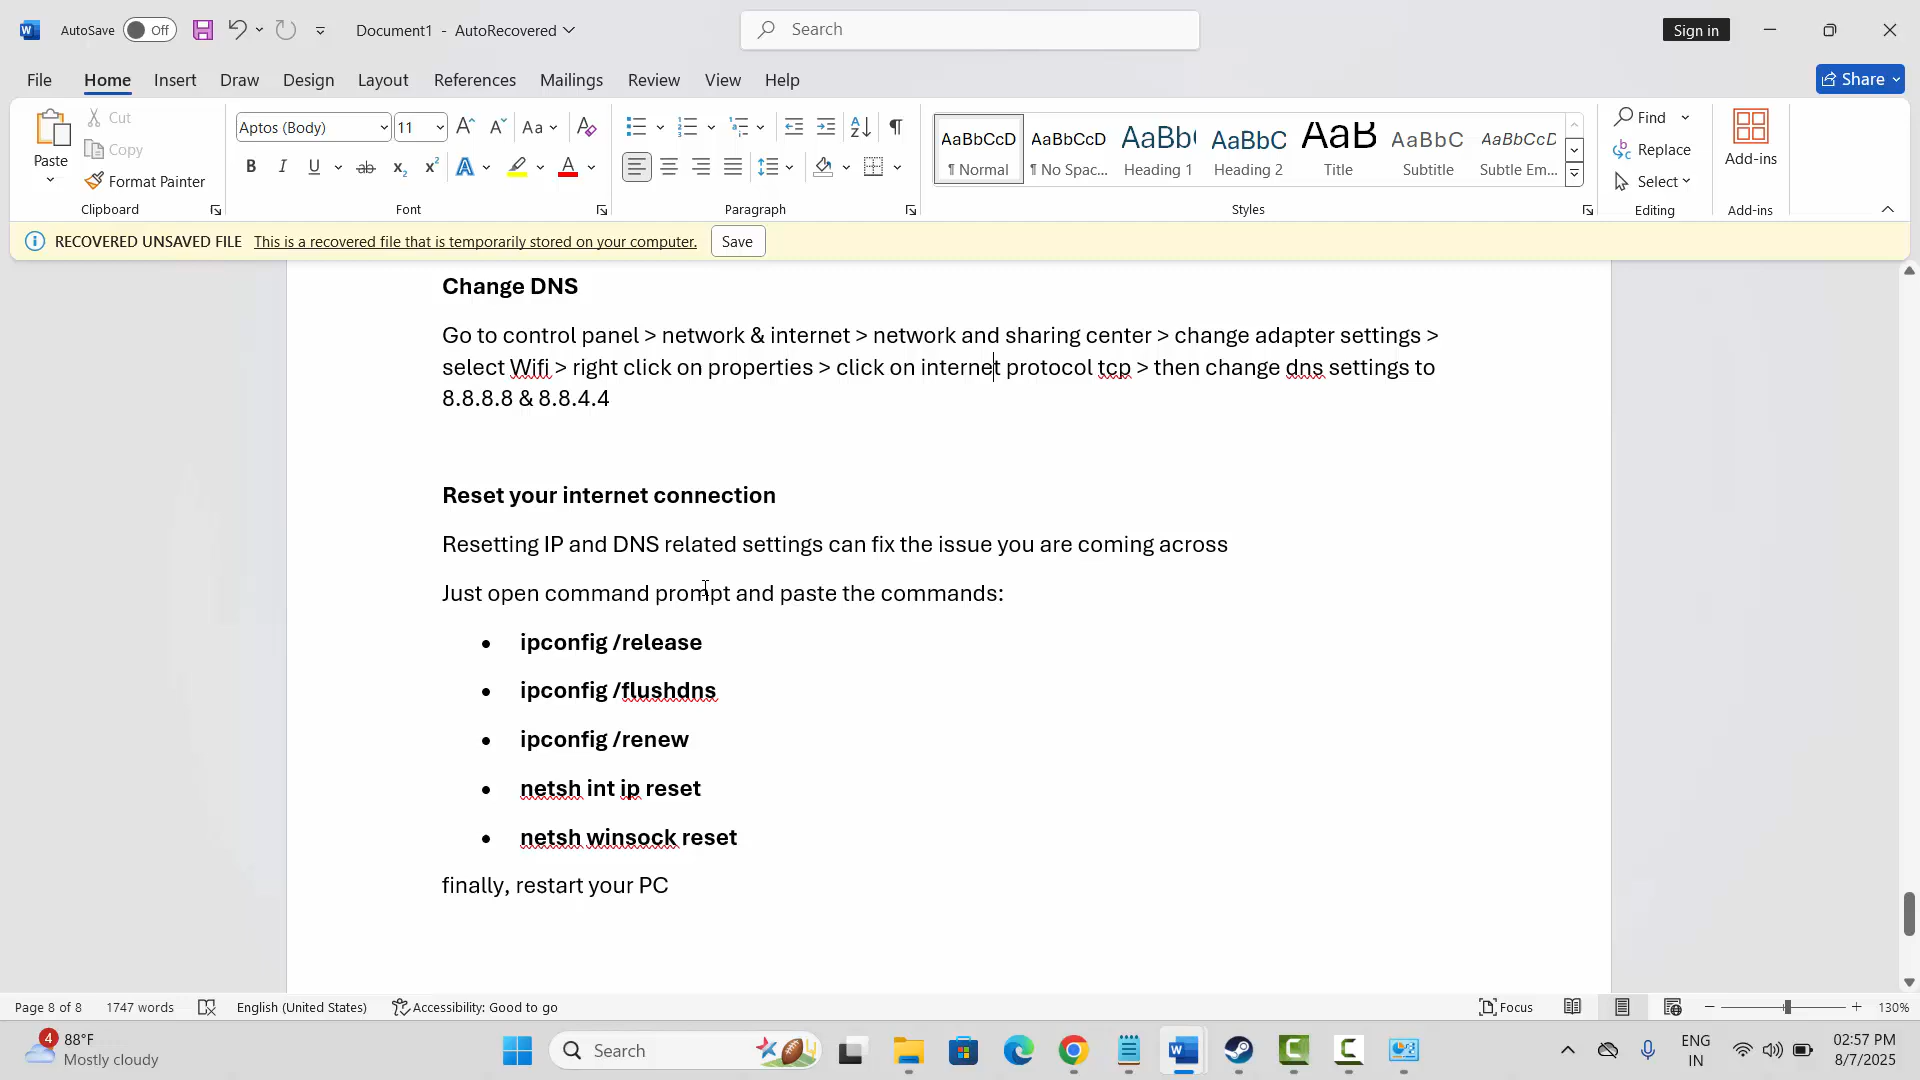 AutoSave Off Document1 - AutoRecovered Search Sign in
File Home Insert Draw Design Layout References Mailings Review View Help Share
Paste Cut Copy Format Painter
Aptos (Body) 11 Aa
B I U ab x₂ x² A A
AaBbCcD AaBbCcD AaBb( AaBbC AaB AaBbC AaBbCcD
¶ Normal ¶ No Spac... Heading 1 Heading 2 Title Subtitle Subtle Em...
Find Replace Select Add-ins
Clipboard Font Paragraph Styles Editing Add-ins
RECOVERED UNSAVED FILE This is a recovered file that is temporarily stored on your computer. Save
Change DNS
Go to control panel > network & internet > network and sharing center > change adapter settings >
select Wifi > right click on properties > click on internet protocol tcp > then change dns settings to
8.8.8.8 & 8.8.4.4
Reset your internet connection
Resetting IP and DNS related settings can fix the issue you are coming across
Just open command prompt and paste the commands:
• ipconfig /release
• ipconfig /flushdns
• ipconfig /renew
• netsh int ip reset
• netsh winsock reset
finally, restart your PC
Page 8 of 8 1747 words English (United States) Accessibility: Good to go Focus 130%
4 88°F Mostly cloudy Search ENG IN 02:57 PM 8/7/2025